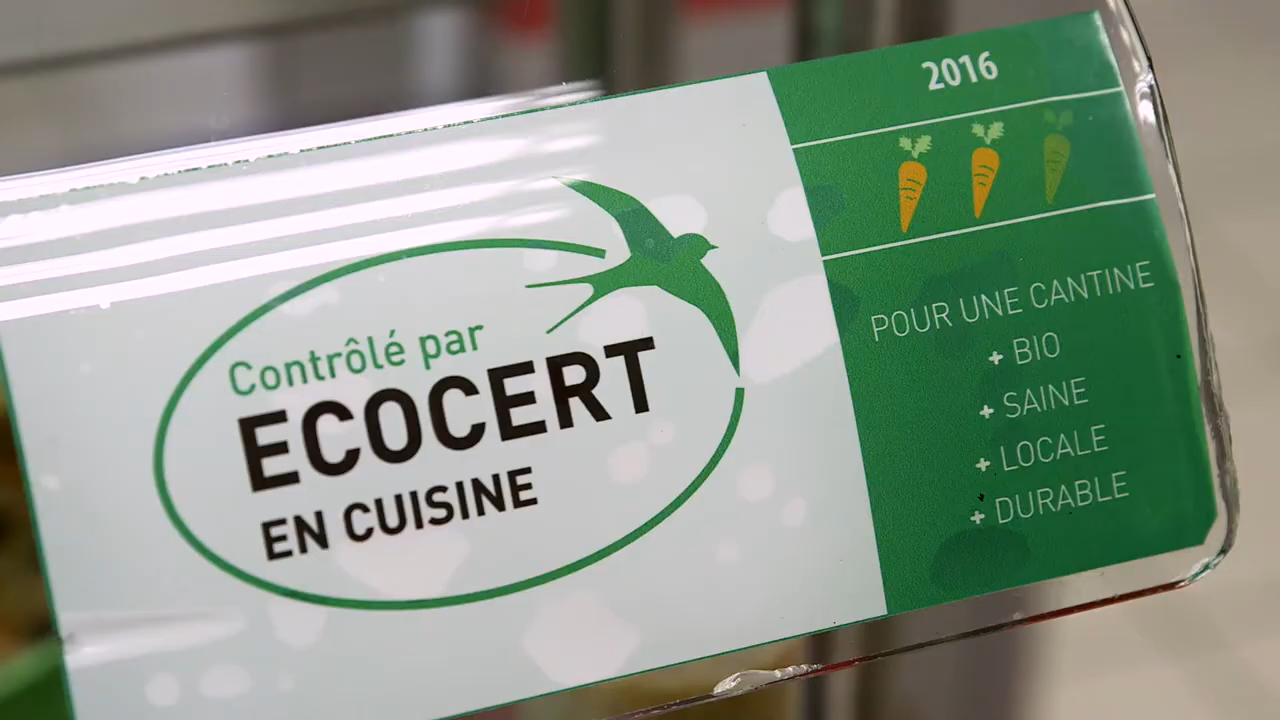 Contrôlé par
ECOCERT
EN CUISINE
2016
POUR UNE CANTINE
+ BIO
+ SAINE
+ LOCALE
+ DURABLE